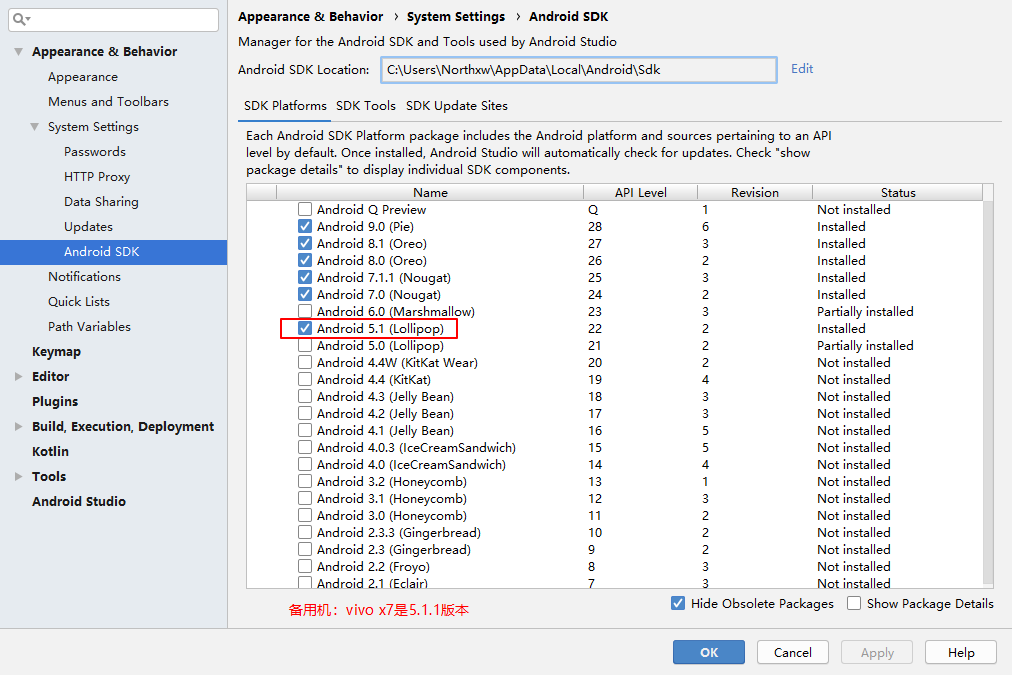 Appearance & Behavior › System Settings › Android SDK
Manager for the Android SDK and Tools used by Android Studio
Android SDK Location: C:\Users\Northxw\AppData\Local\Android\Sdk Edit
Appearance & Behavior
Appearance
Menus and Toolbars
System Settings
Passwords
HTTP Proxy
Data Sharing
Updates
Android SDK
Notifications
Quick Lists
Path Variables
Keymap
Editor
Plugins
Build, Execution, Deployment
Kotlin
Tools
Android Studio
SDK Platforms SDK Tools SDK Update Sites
Each Android SDK Platform package includes the Android platform and sources pertaining to an API
level by default. Once installed, Android Studio will automatically check for updates. Check "show
package details" to display individual SDK components.
Name API Level Revision Status
Android Q Preview Q 1 Not installed
Android 9.0 (Pie) 28 6 Installed
Android 8.1 (Oreo) 27 3 Installed
Android 8.0 (Oreo) 26 2 Installed
Android 7.1.1 (Nougat) 25 3 Installed
Android 7.0 (Nougat) 24 2 Installed
Android 6.0 (Marshmallow) 23 3 Partially installed
Android 5.1 (Lollipop) 22 2 Installed
Android 5.0 (Lollipop) 21 2 Partially installed
Android 4.4W (KitKat Wear) 20 2 Not installed
Android 4.4 (KitKat) 19 4 Not installed
Android 4.3 (Jelly Bean) 18 3 Not installed
Android 4.2 (Jelly Bean) 17 3 Not installed
Android 4.1 (Jelly Bean) 16 5 Not installed
Android 4.0.3 (IceCreamSandwich) 15 5 Not installed
Android 4.0 (IceCreamSandwich) 14 4 Not installed
Android 3.2 (Honeycomb) 13 1 Not installed
Android 3.1 (Honeycomb) 12 3 Not installed
Android 3.0 (Honeycomb) 11 2 Not installed
Android 2.3.3 (Gingerbread) 10 2 Not installed
Android 2.3 (Gingerbread) 9 2 Not installed
Android 2.2 (Froyo) 8 3 Not installed
Android 2.1 (Eclair) 7 3 Not installed
备用机：vivo x7是5.1.1版本
Hide Obsolete Packages Show Package Details
OK Cancel Apply Help